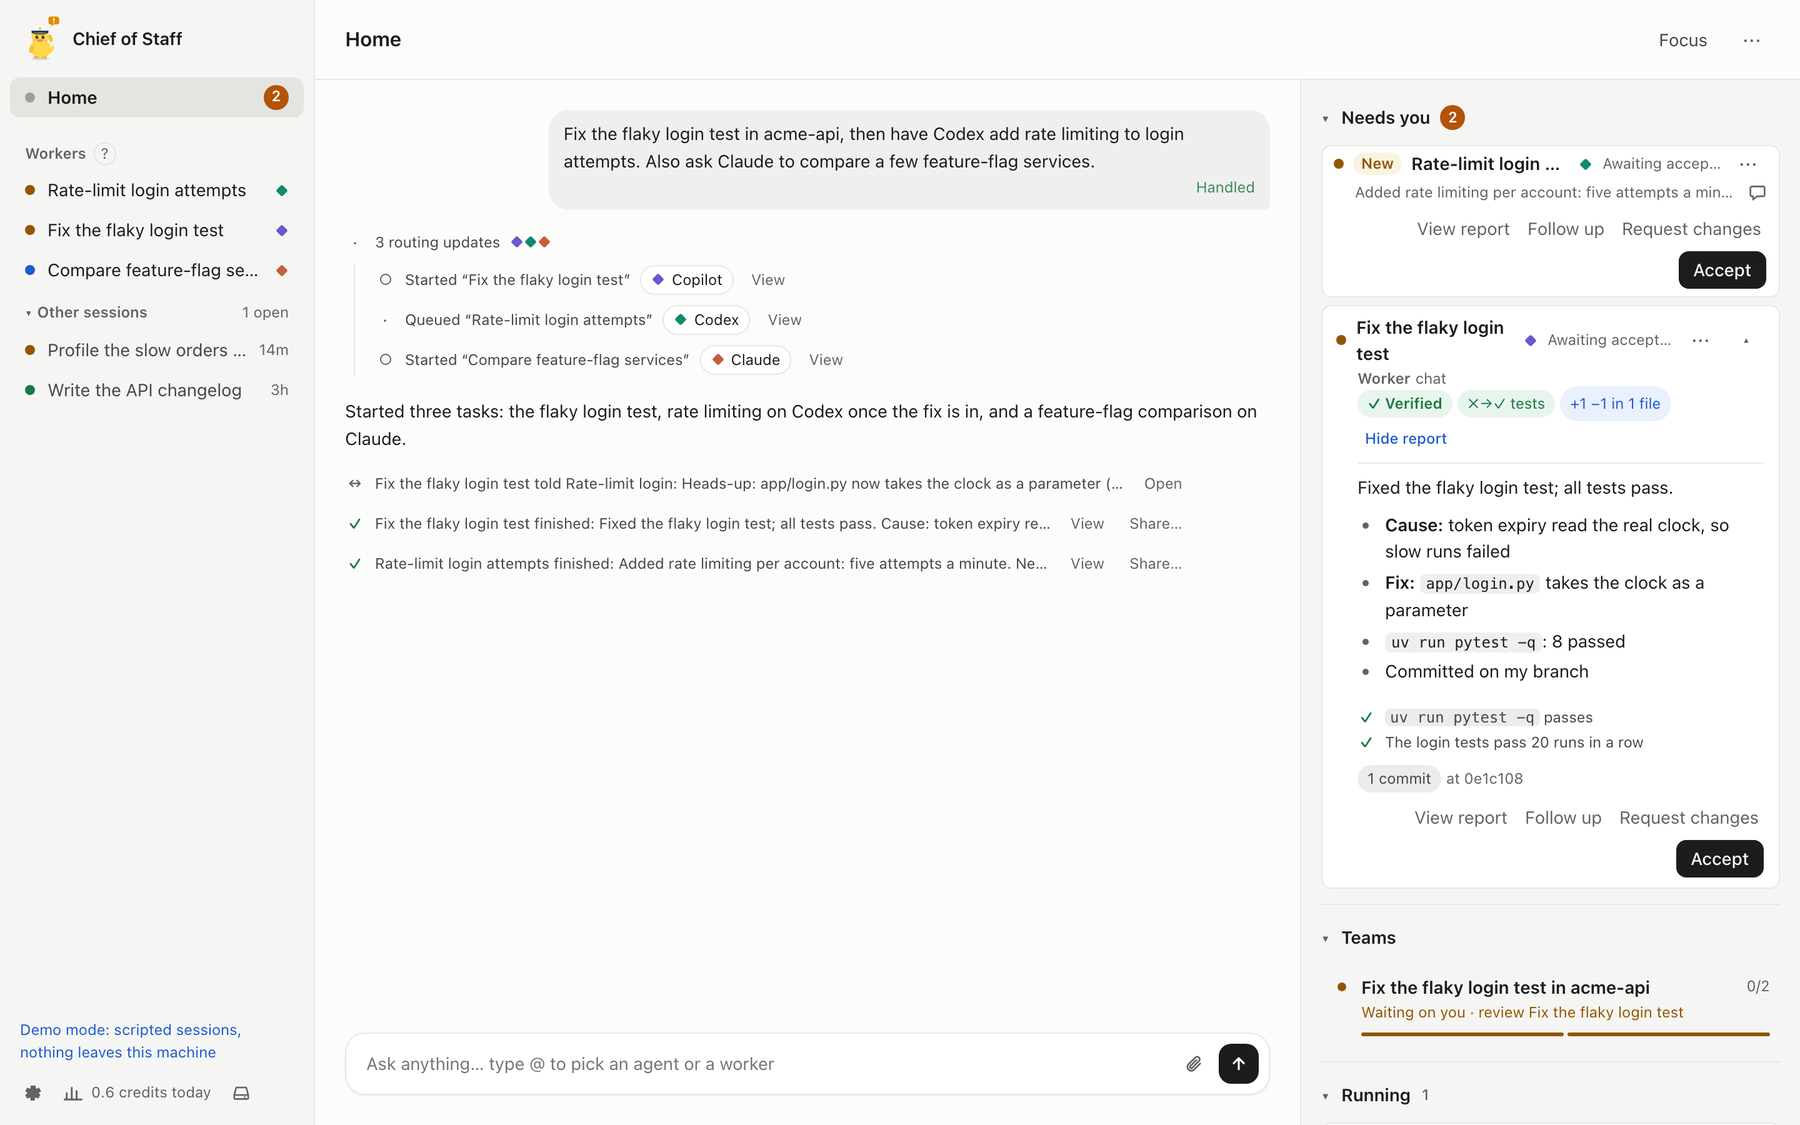 Chief of Staff
Home 2
Workers ?
Rate-limit login attempts
Fix the flaky login test
Compare feature-flag se...
Other sessions 1 open
Profile the slow orders ... 14m
Write the API changelog 3h
Demo mode: scripted sessions,
nothing leaves this machine
0.6 credits today
Home
Focus ...
Fix the flaky login test in acme-api, then have Codex add rate limiting to login
attempts. Also ask Claude to compare a few feature-flag services.
Handled
3 routing updates
Started “Fix the flaky login test” Copilot View
Queued “Rate-limit login attempts” Codex View
Started “Compare feature-flag services” Claude View
Started three tasks: the flaky login test, rate limiting on Codex once the fix is in, and a feature-flag comparison on
Claude.
Fix the flaky login test told Rate-limit login: Heads-up: app/login.py now takes the clock as a parameter (... Open
Fix the flaky login test finished: Fixed the flaky login test; all tests pass. Cause: token expiry re... View Share...
Rate-limit login attempts finished: Added rate limiting per account: five attempts a minute. Ne... View Share...
Ask anything... type @ to pick an agent or a worker
Needs you 2
New Rate-limit login ... Awaiting accep... ...
Added rate limiting per account: five attempts a min...
View report Follow up Request changes
Accept
Fix the flaky login
test
Awaiting accept... ...
Worker chat
✓ Verified ×→✓ tests +1 −1 in 1 file
Hide report
Fixed the flaky login test; all tests pass.
• Cause: token expiry read the real clock, so
slow runs failed
• Fix: app/login.py takes the clock as a
parameter
• uv run pytest -q: 8 passed
• Committed on my branch
✓ uv run pytest -q passes
✓ The login tests pass 20 runs in a row
1 commit at 0e1c108
View report Follow up Request changes
Accept
Teams
Fix the flaky login test in acme-api 0/2
Waiting on you · review Fix the flaky login test
Running 1